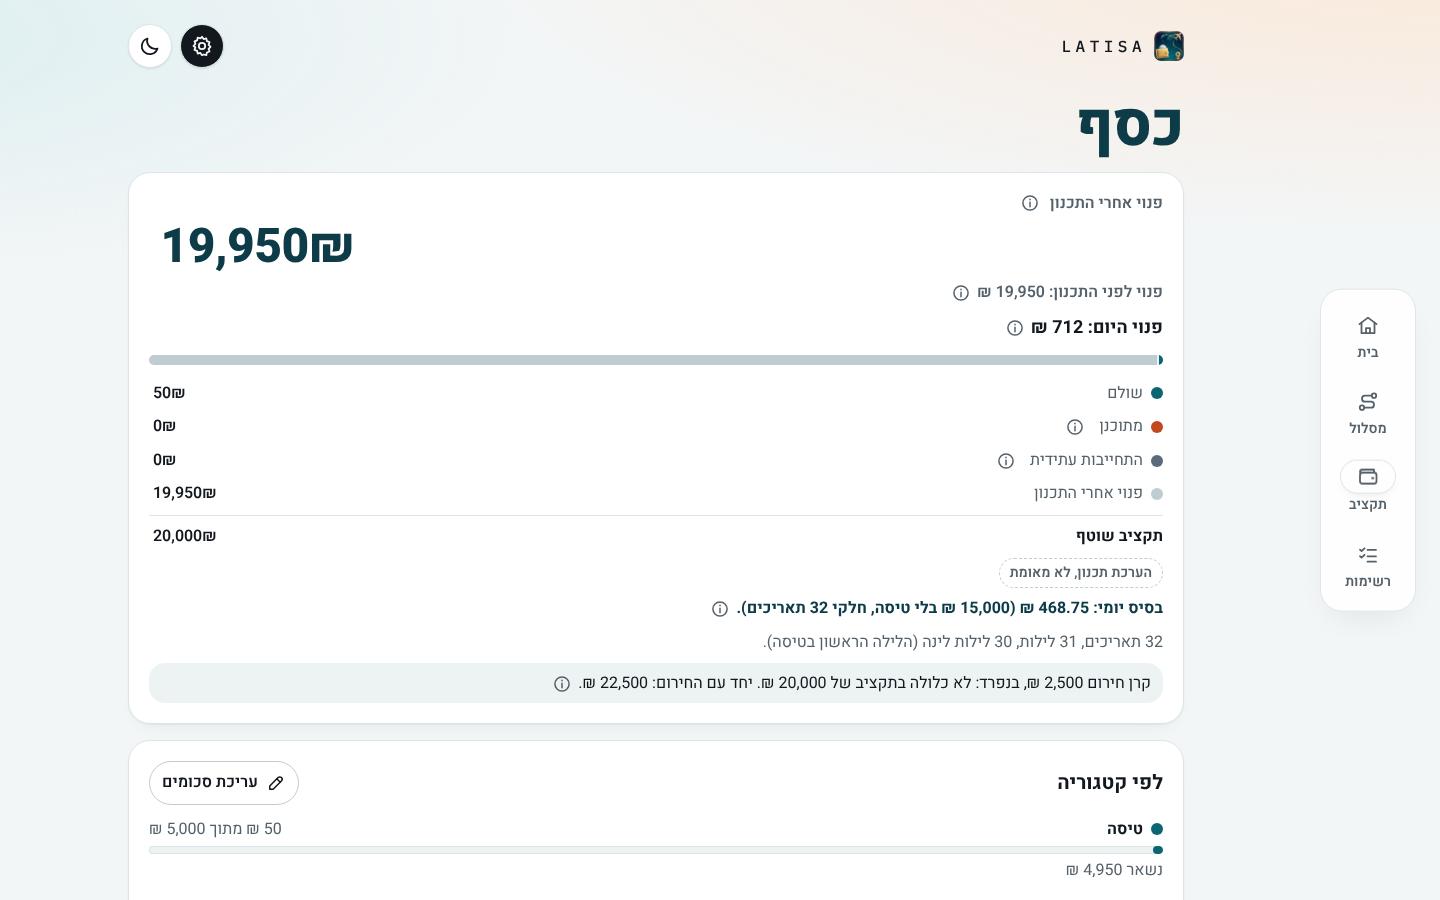 LATISA
כסף
פנוי אחרי התכנון
19,950₪
פנוי לפני התכנון: 19,950 ₪
פנוי היום: 712 ₪
שולם 50₪
מתוכנן 0₪
התחייבות עתידית 0₪
פנוי אחרי התכנון 19,950₪
תקציב שוטף 20,000₪
הערכת תכנון, לא מאומת
בסיס יומי: 468.75 ₪ (15,000 ₪ בלי טיסה, חלקי 32 תאריכים).
32 תאריכים, 31 לילות, 30 לילות לינה (הלילה הראשון בטיסה).
קרן חירום 2,500 ₪, בנפרד: לא כלולה בתקציב של 20,000 ₪. יחד עם החירום: 22,500 ₪.
לפי קטגוריה
עריכת סכומים
טיסה 50 ₪ מתוך 5,000 ₪
נשאר 4,950 ₪
בית
מסלול
תקציב
רשימות